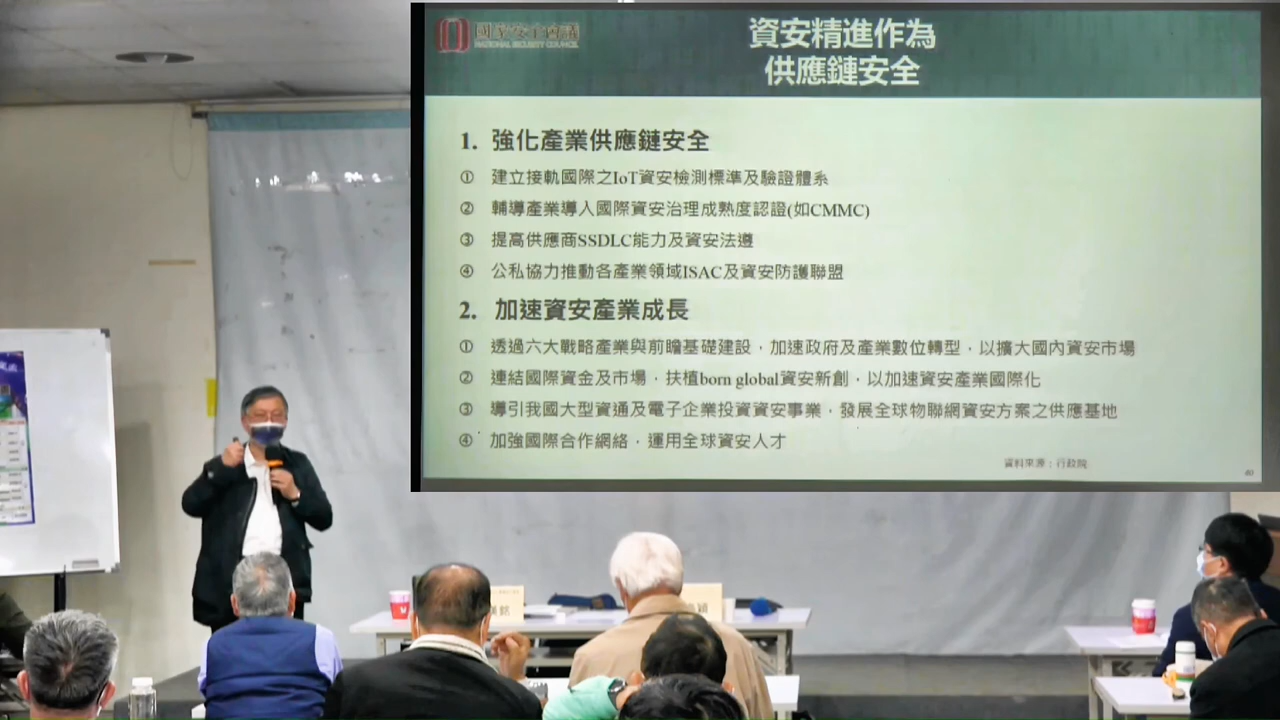 國家安全會議
NATIONAL SECURITY COUNCIL
資安精進作為
供應鏈安全
1. 強化產業供應鏈安全
① 建立接軌國際之IoT資安檢測標準及驗證體系
② 輔導產業導入國際資安治理成熟度認證(如CMMC)
③ 提高供應商SSDLC能力及資安法遵
④ 公私協力推動各產業領域ISAC及資安防護聯盟
2. 加速資安產業成長
① 透過六大戰略產業與前瞻基礎建設，加速政府及產業數位轉型，以擴大國內資安市場
② 連結國際資金及市場，扶植born global資安新創，以加速資安產業國際化
③ 導引我國大型資通及電子企業投資資安事業，發展全球物聯網資安方案之供應基地
④ 加強國際合作網絡，運用全球資安人才
資料來源：行政院
60
銘
穎